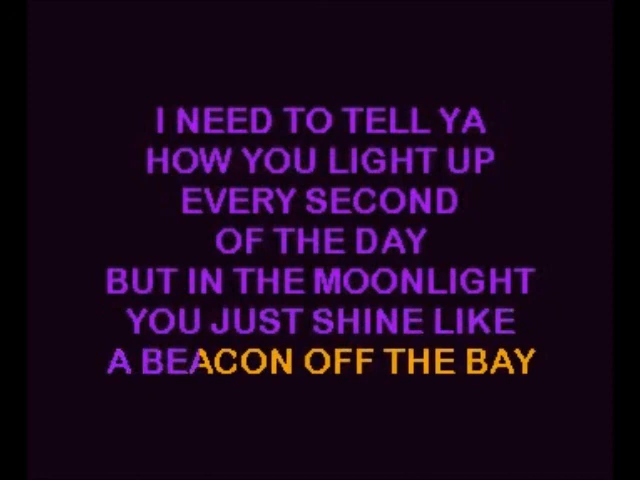 I NEED TO TELL YA
HOW YOU LIGHT UP
EVERY SECOND
OF THE DAY
BUT IN THE MOONLIGHT
YOU JUST SHINE LIKE
A BEACON OFF THE BAY